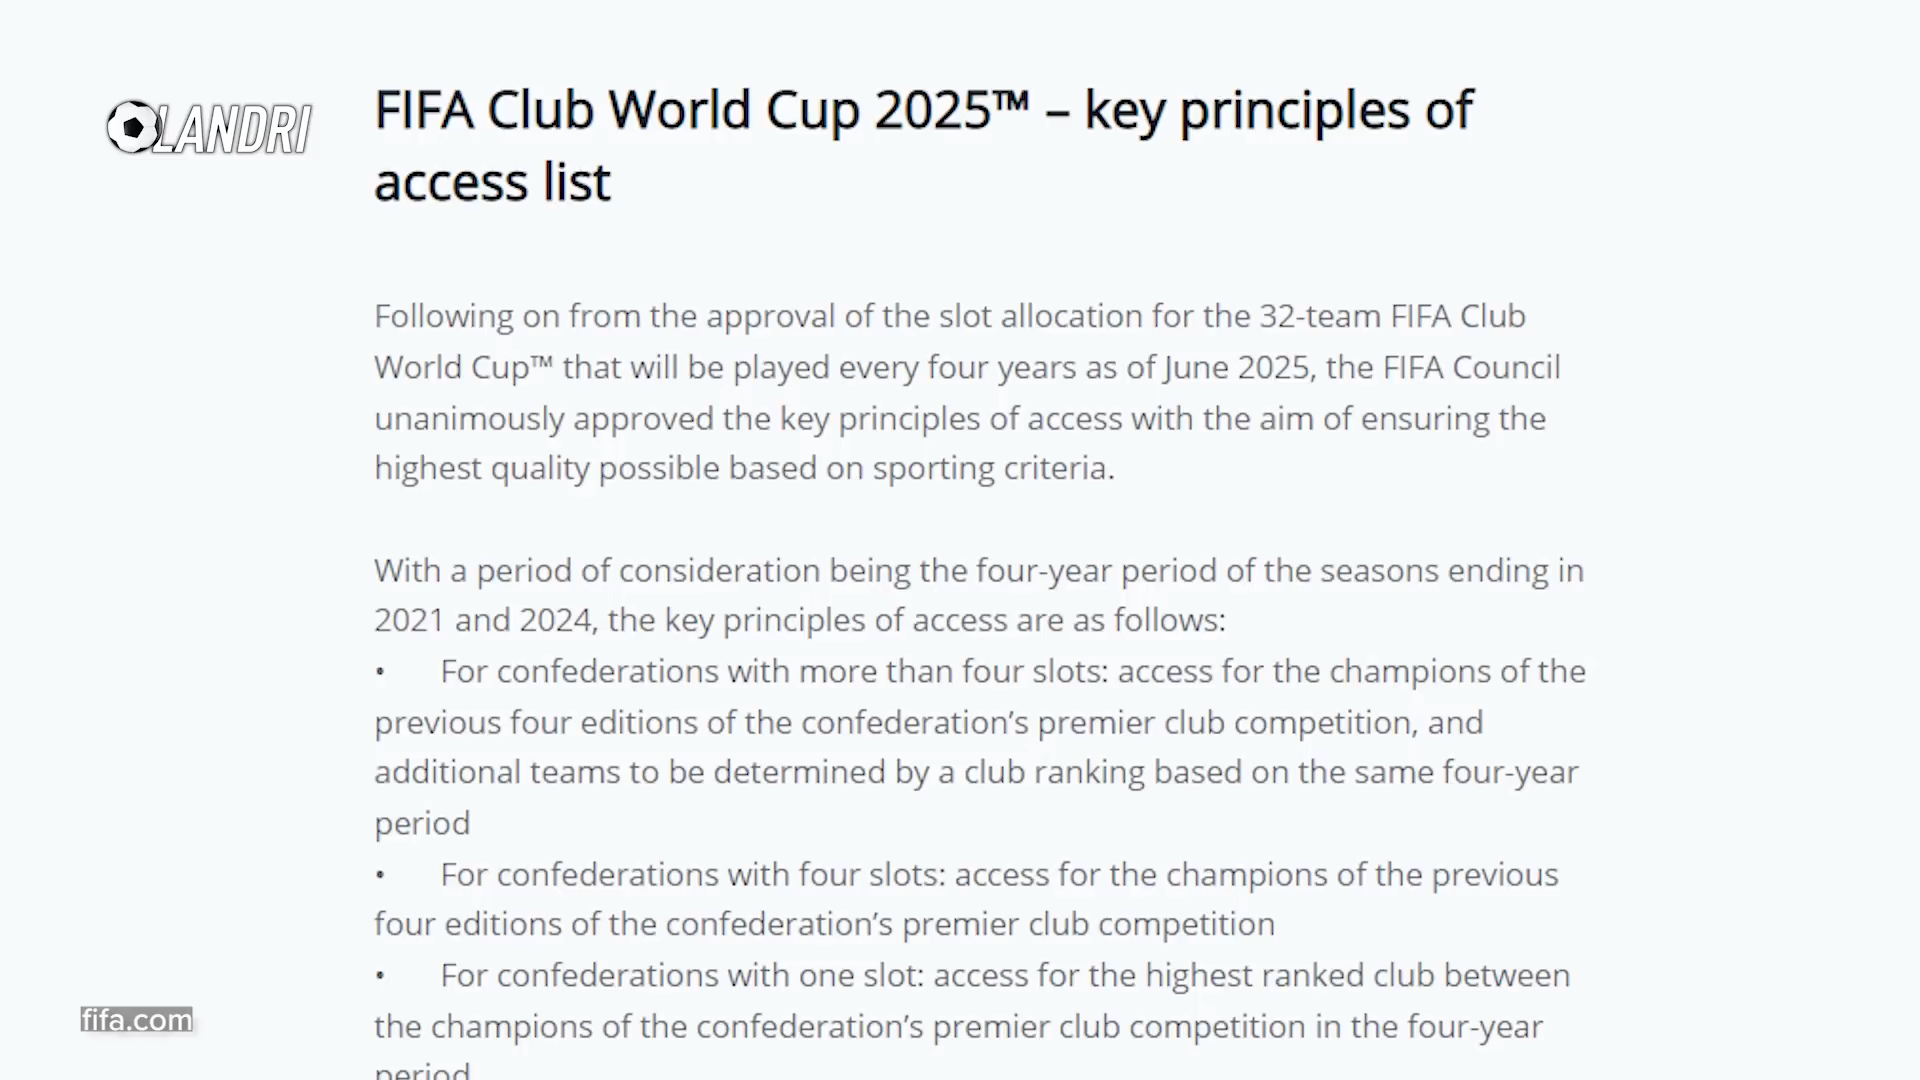 LANDRI
FIFA Club World Cup 2025™ – key principles of
access list
Following on from the approval of the slot allocation for the 32-team FIFA Club
World Cup™ that will be played every four years as of June 2025, the FIFA Council
unanimously approved the key principles of access with the aim of ensuring the
highest quality possible based on sporting criteria.
With a period of consideration being the four-year period of the seasons ending in
2021 and 2024, the key principles of access are as follows:
• For confederations with more than four slots: access for the champions of the
previous four editions of the confederation’s premier club competition, and
additional teams to be determined by a club ranking based on the same four-year
period
• For confederations with four slots: access for the champions of the previous
four editions of the confederation’s premier club competition
• For confederations with one slot: access for the highest ranked club between
the champions of the confederation’s premier club competition in the four-year
period
fifa.com